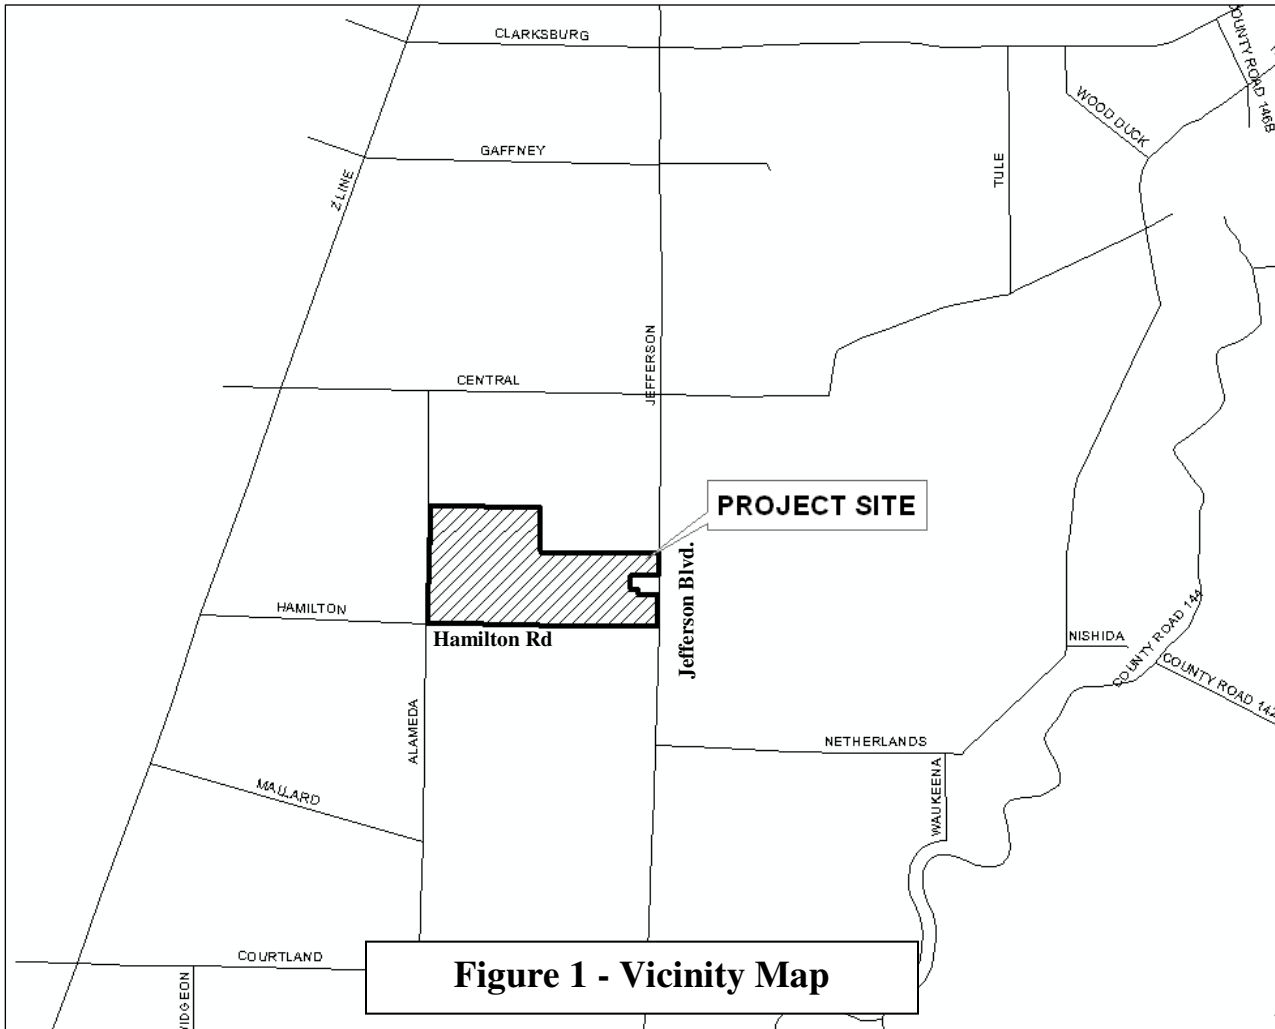 CLARKSBURG
COUNTY ROAD 146B
WOOD DUCK
GAFFNEY
TULE
Z LINE
JEFFERSON
CENTRAL
PROJECT SITE
Jefferson Blvd.
HAMILTON
Hamilton Rd
NISHIDA
COUNTY ROAD 144
COUNTY ROAD 142
ALAMEDA
NETHERLANDS
WAUKEENA
MALLARD
COURTLAND
Figure 1 - Vicinity Map
VIDGEON